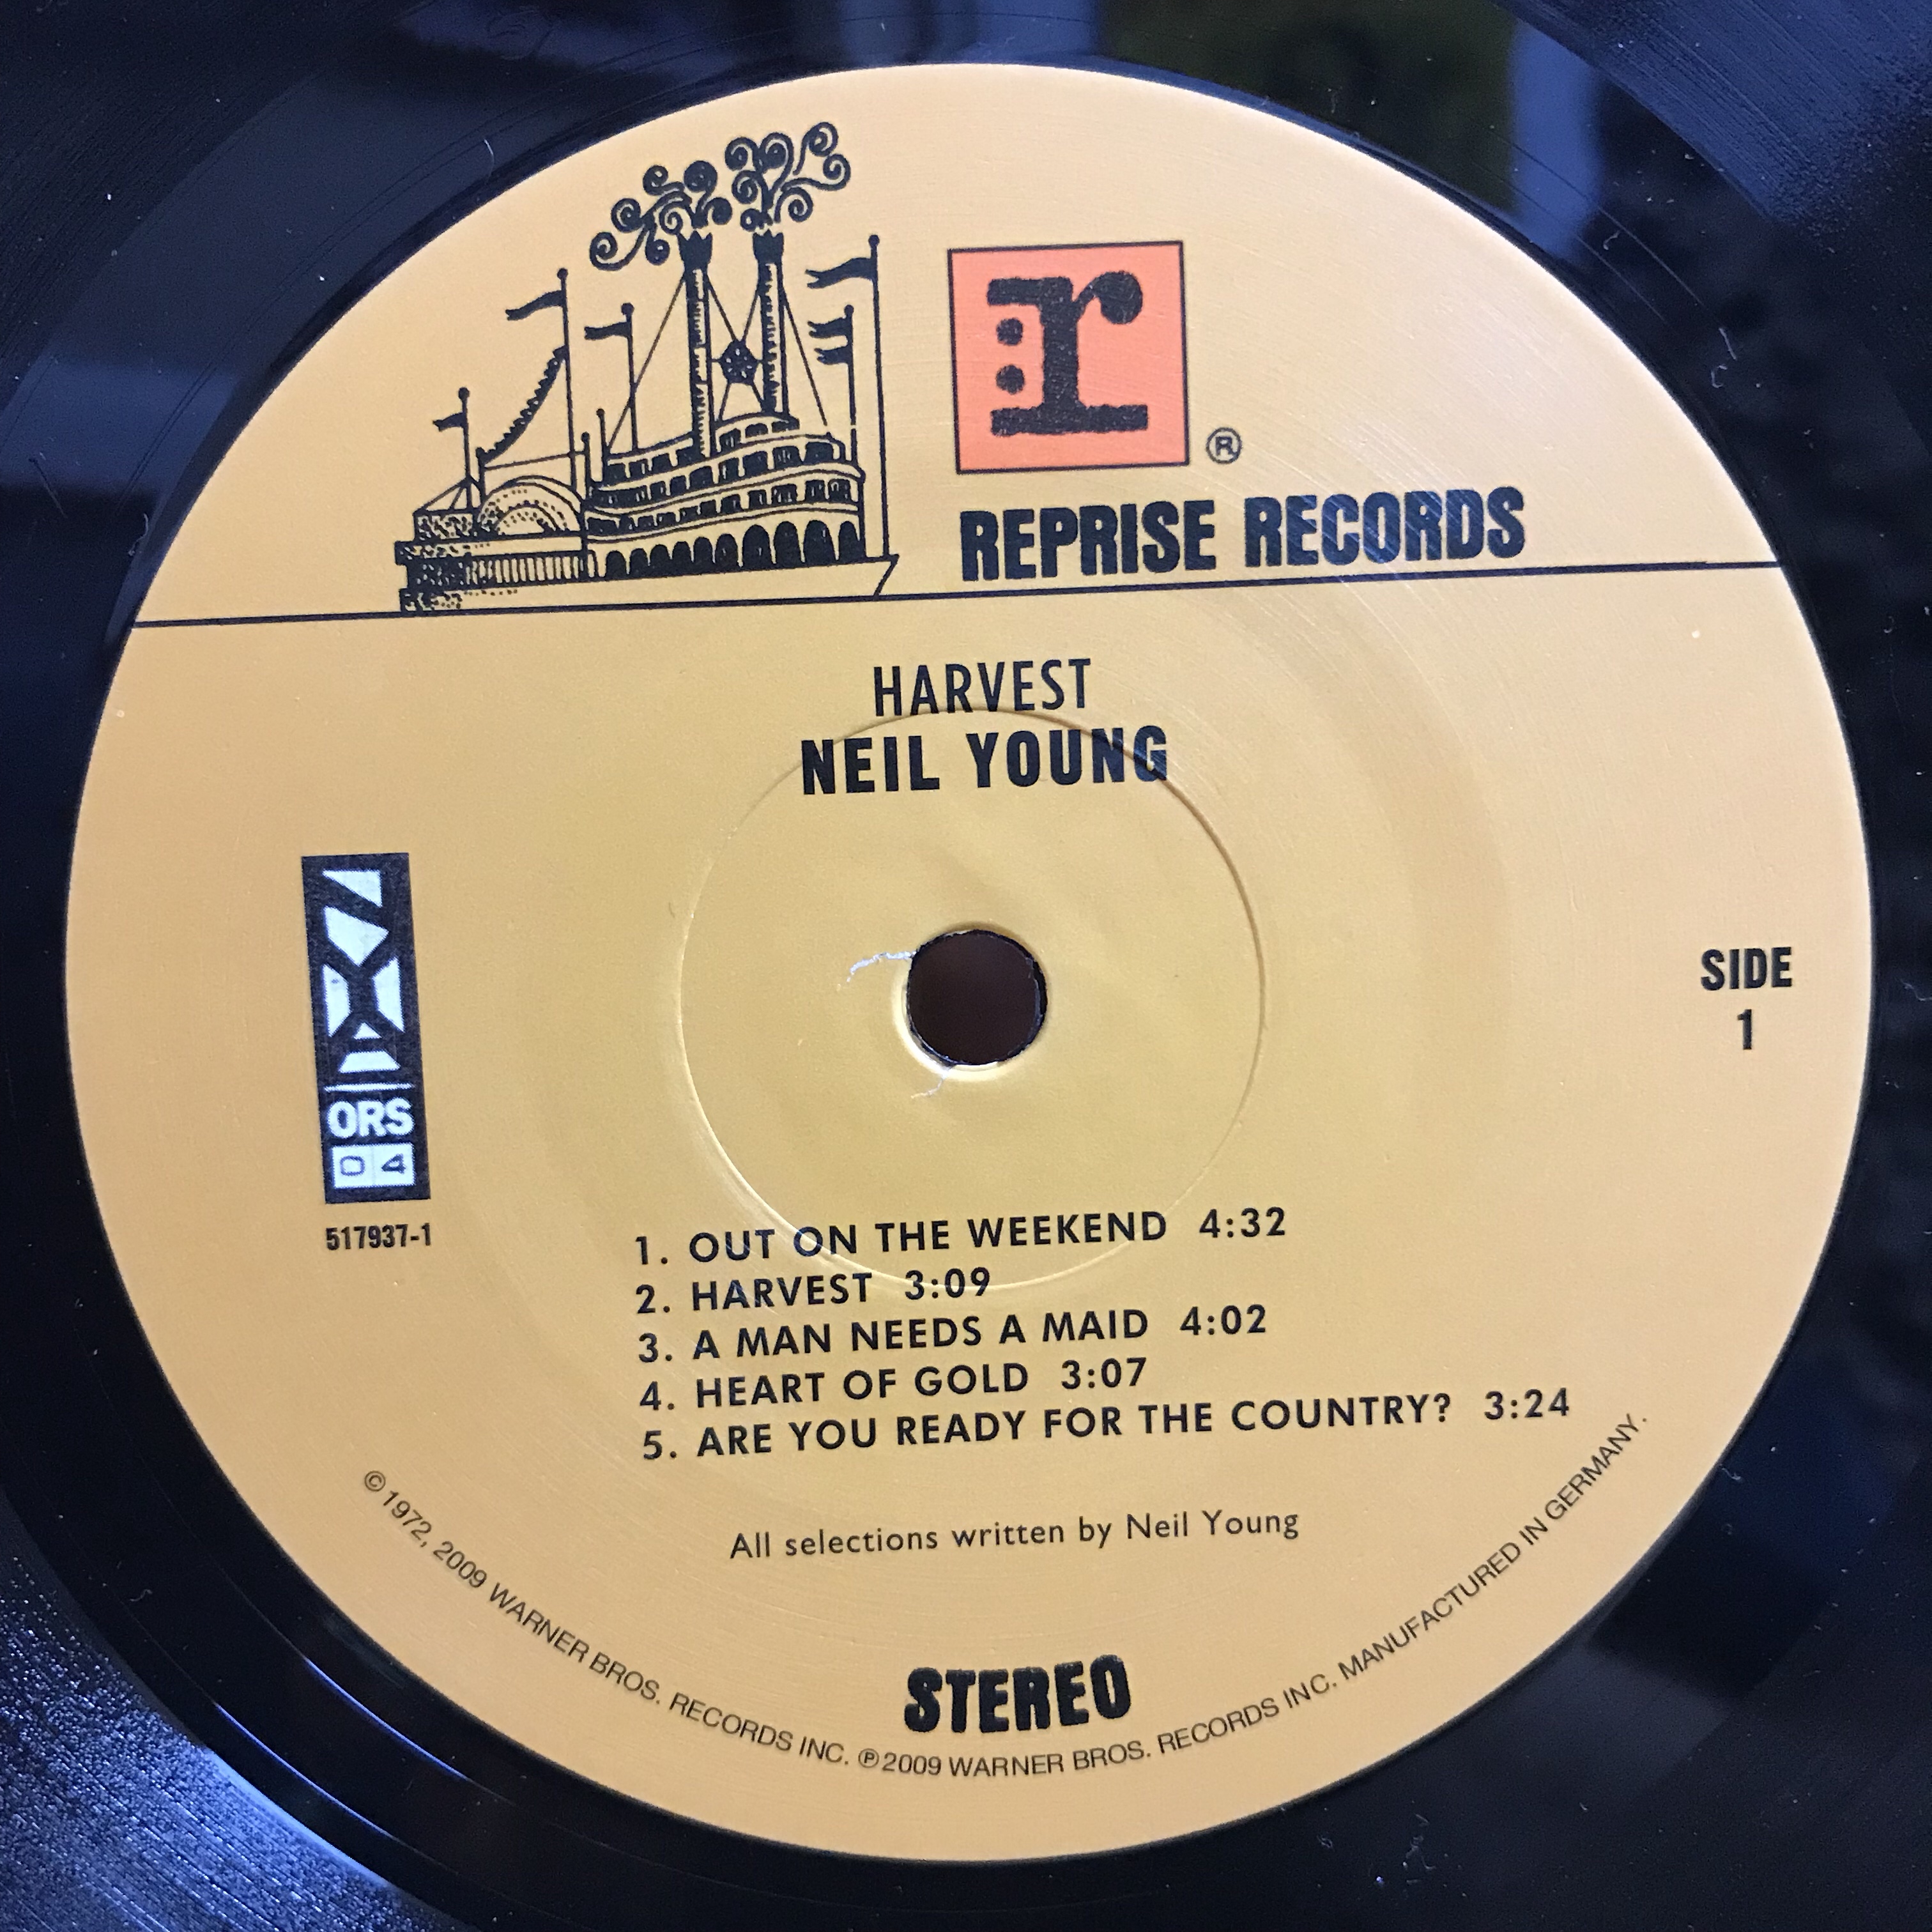 r
®
REPRISE RECORDS
HARVEST
NEIL YOUNG
ORS
04
517937-1
SIDE
1
1. OUT ON THE WEEKEND 4:32
2. HARVEST 3:09
3. A MAN NEEDS A MAID 4:02
4. HEART OF GOLD 3:07
5. ARE YOU READY FOR THE COUNTRY? 3:24
All selections written by Neil Young
STEREO
© 1972, 2009 WARNER BROS. RECORDS INC. ℗ 2009 WARNER BROS. RECORDS INC. MANUFACTURED IN GERMANY.